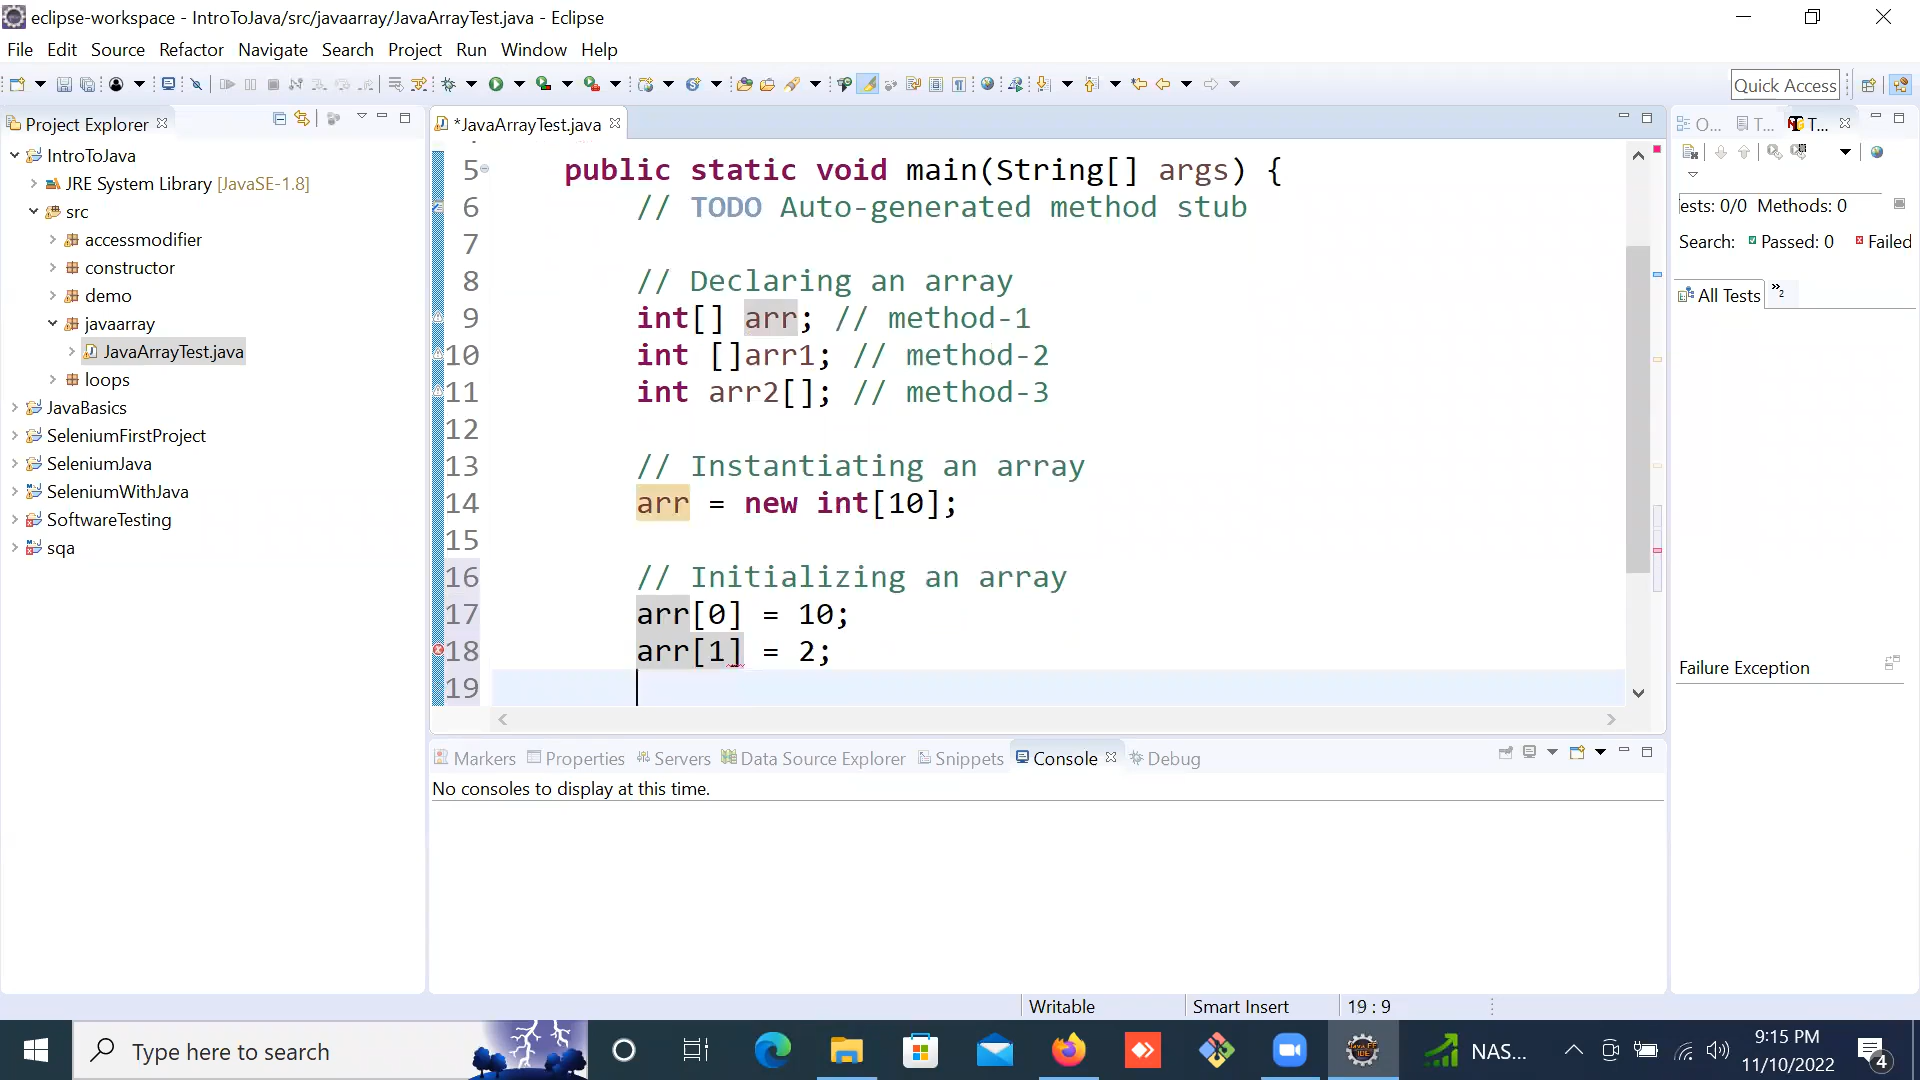 eclipse-workspace - IntroToJava/src/javaarray/JavaArrayTest.java - Eclipse
File Edit Source Refactor Navigate Search Project Run Window Help
Quick Access
Project Explorer
IntroToJava
JRE System Library [JavaSE-1.8]
src
accessmodifier
constructor
demo
javaarray
JavaArrayTest.java
loops
JavaBasics
SeleniumFirstProject
SeleniumJava
SeleniumWithJava
SoftwareTesting
sqa
*JavaArrayTest.java
5 public static void main(String[] args) {
6 // TODO Auto-generated method stub
7
8 // Declaring an array
9 int[] arr; // method-1
10 int []arr1; // method-2
11 int arr2[]; // method-3
12
13 // Instantiating an array
14 arr = new int[10];
15
16 // Initializing an array
17 arr[0] = 10;
18 arr[1] = 2;
19
O... T... T...
ests: 0/0 Methods: 0
Search: Passed: 0 Failed
All Tests »2
Failure Exception
Markers Properties Servers Data Source Explorer Snippets Console Debug
No consoles to display at this time.
Writable Smart Insert 19 : 9
Type here to search
NAS...
9:15 PM
11/10/2022
4